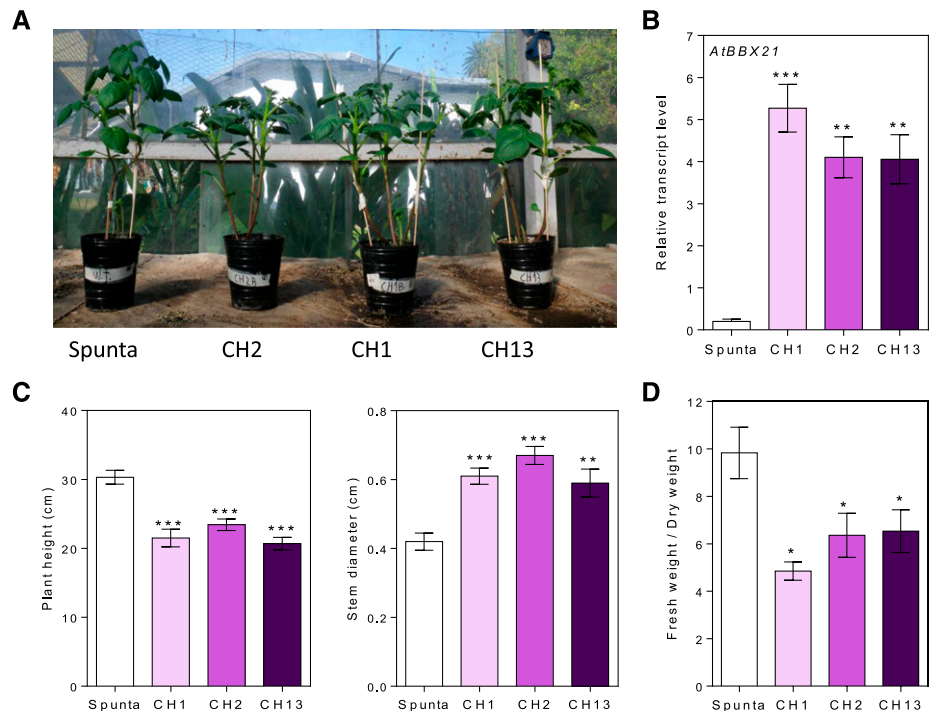 A
W.T.
CH2B
CH1B
CH13
Spunta CH2 CH1 CH13
B
AtBBX21
Relative transcript level
7
6
5
4
3
2
1
0
***
**
**
Spunta CH1 CH2 CH13
C
Plant height (cm)
40
30
20
10
0
***
***
***
Spunta CH1 CH2 CH13
Stem diameter (cm)
0.8
0.6
0.4
0.2
0.0
***
***
**
Spunta CH1 CH2 CH13
D
Fresh weight / Dry weight
12
10
8
6
4
2
0
*
*
*
Spunta CH1 CH2 CH13